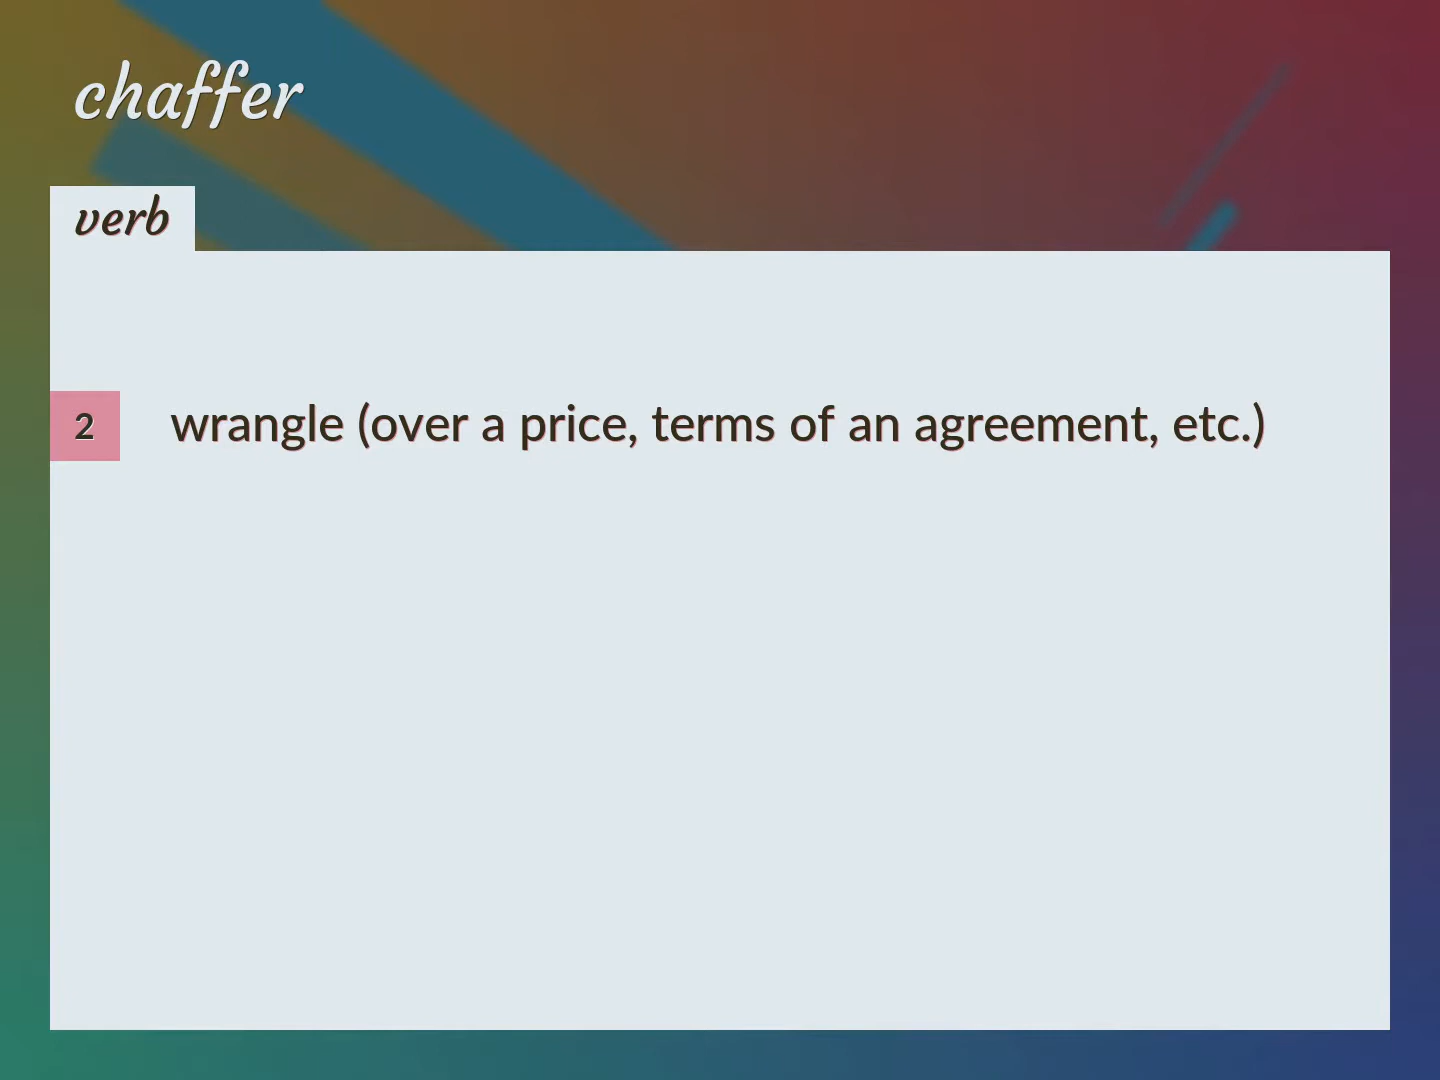 chaffer
verb
2 wrangle (over a price, terms of an agreement, etc.)